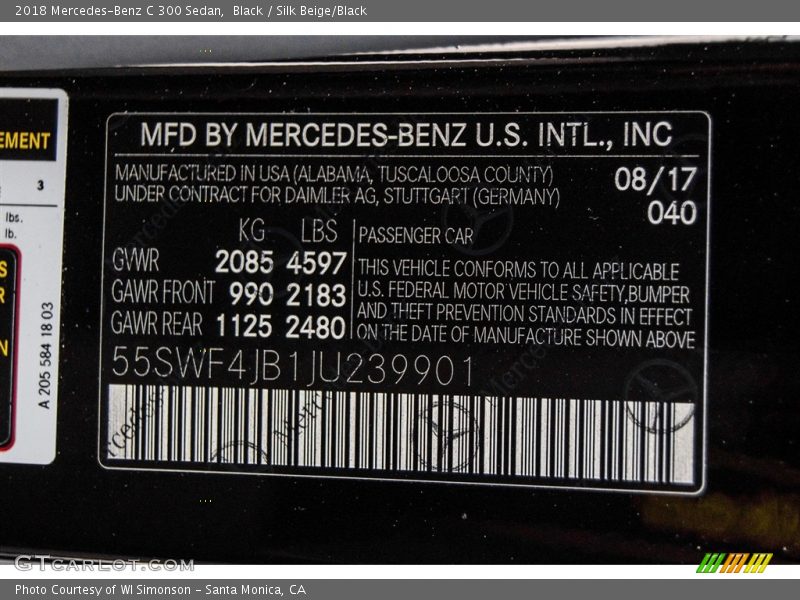 2018 Mercedes-Benz C 300 Sedan,  Black / Silk Beige/Black
EMENT
3
lbs.
lb.
S
R
N
A 205 584 18 03
MFD BY MERCEDES-BENZ U.S. INTL., INC
MANUFACTURED IN USA (ALABAMA, TUSCALOOSA COUNTY)
UNDER CONTRACT FOR DAIMLER AG, STUTTGART (GERMANY)
08/17
040
KG LBS
GVWR 2085 4597
GAWR FRONT 990 2183
GAWR REAR 1125 2480
PASSENGER CAR
THIS VEHICLE CONFORMS TO ALL APPLICABLE
U.S. FEDERAL MOTOR VEHICLE SAFETY,BUMPER
AND THEFT PREVENTION STANDARDS IN EFFECT
ON THE DATE OF MANUFACTURE SHOWN ABOVE
55SWF4JB1JU239901
GTCARLOT.COM
Photo Courtesy of WI Simonson - Santa Monica, CA